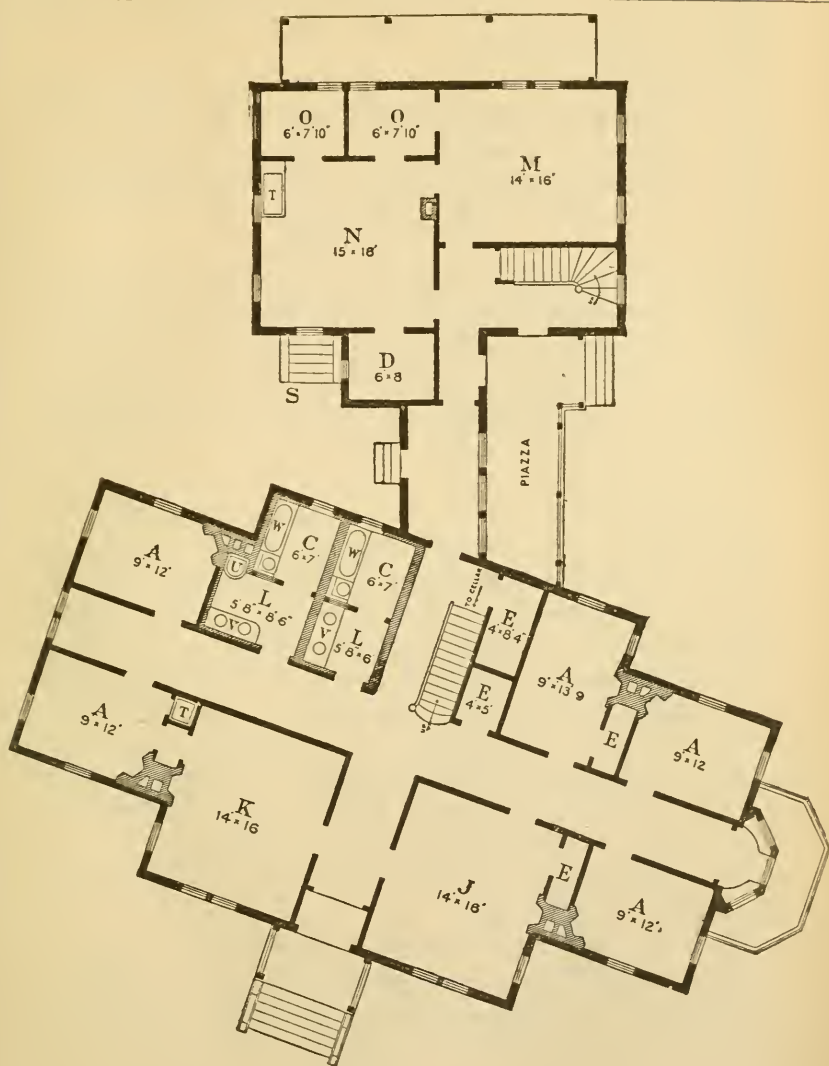 O
6' × 7' 10"
O
6' × 7' 10"
M
14' × 16'
T
N
15' × 18'
D
6' × 8
S
PIAZZA
A
9' × 12'
U
W
C
6' × 7'
W
C
6' × 7'
L
5' 8" × 8' 6"
V
V
L
5' 8" × 6
TO CELLAR
E
4' × 8' 4"
E
4' × 5'
A
9' × 13' 9
E
A
9' × 12
A
9' × 12'
T
K
14' × 16
J
14' × 18'
E
A
9' × 12'